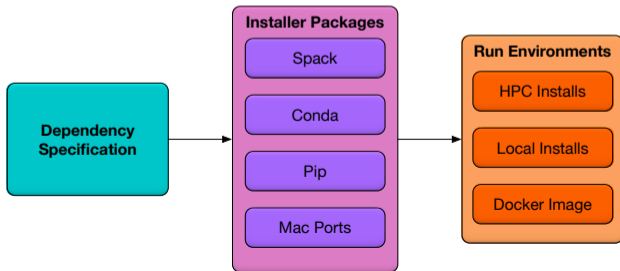 Dependency
Specification
Installer Packages
Spack
Conda
Pip
Mac Ports
Run Environments
HPC Installs
Local Installs
Docker Image